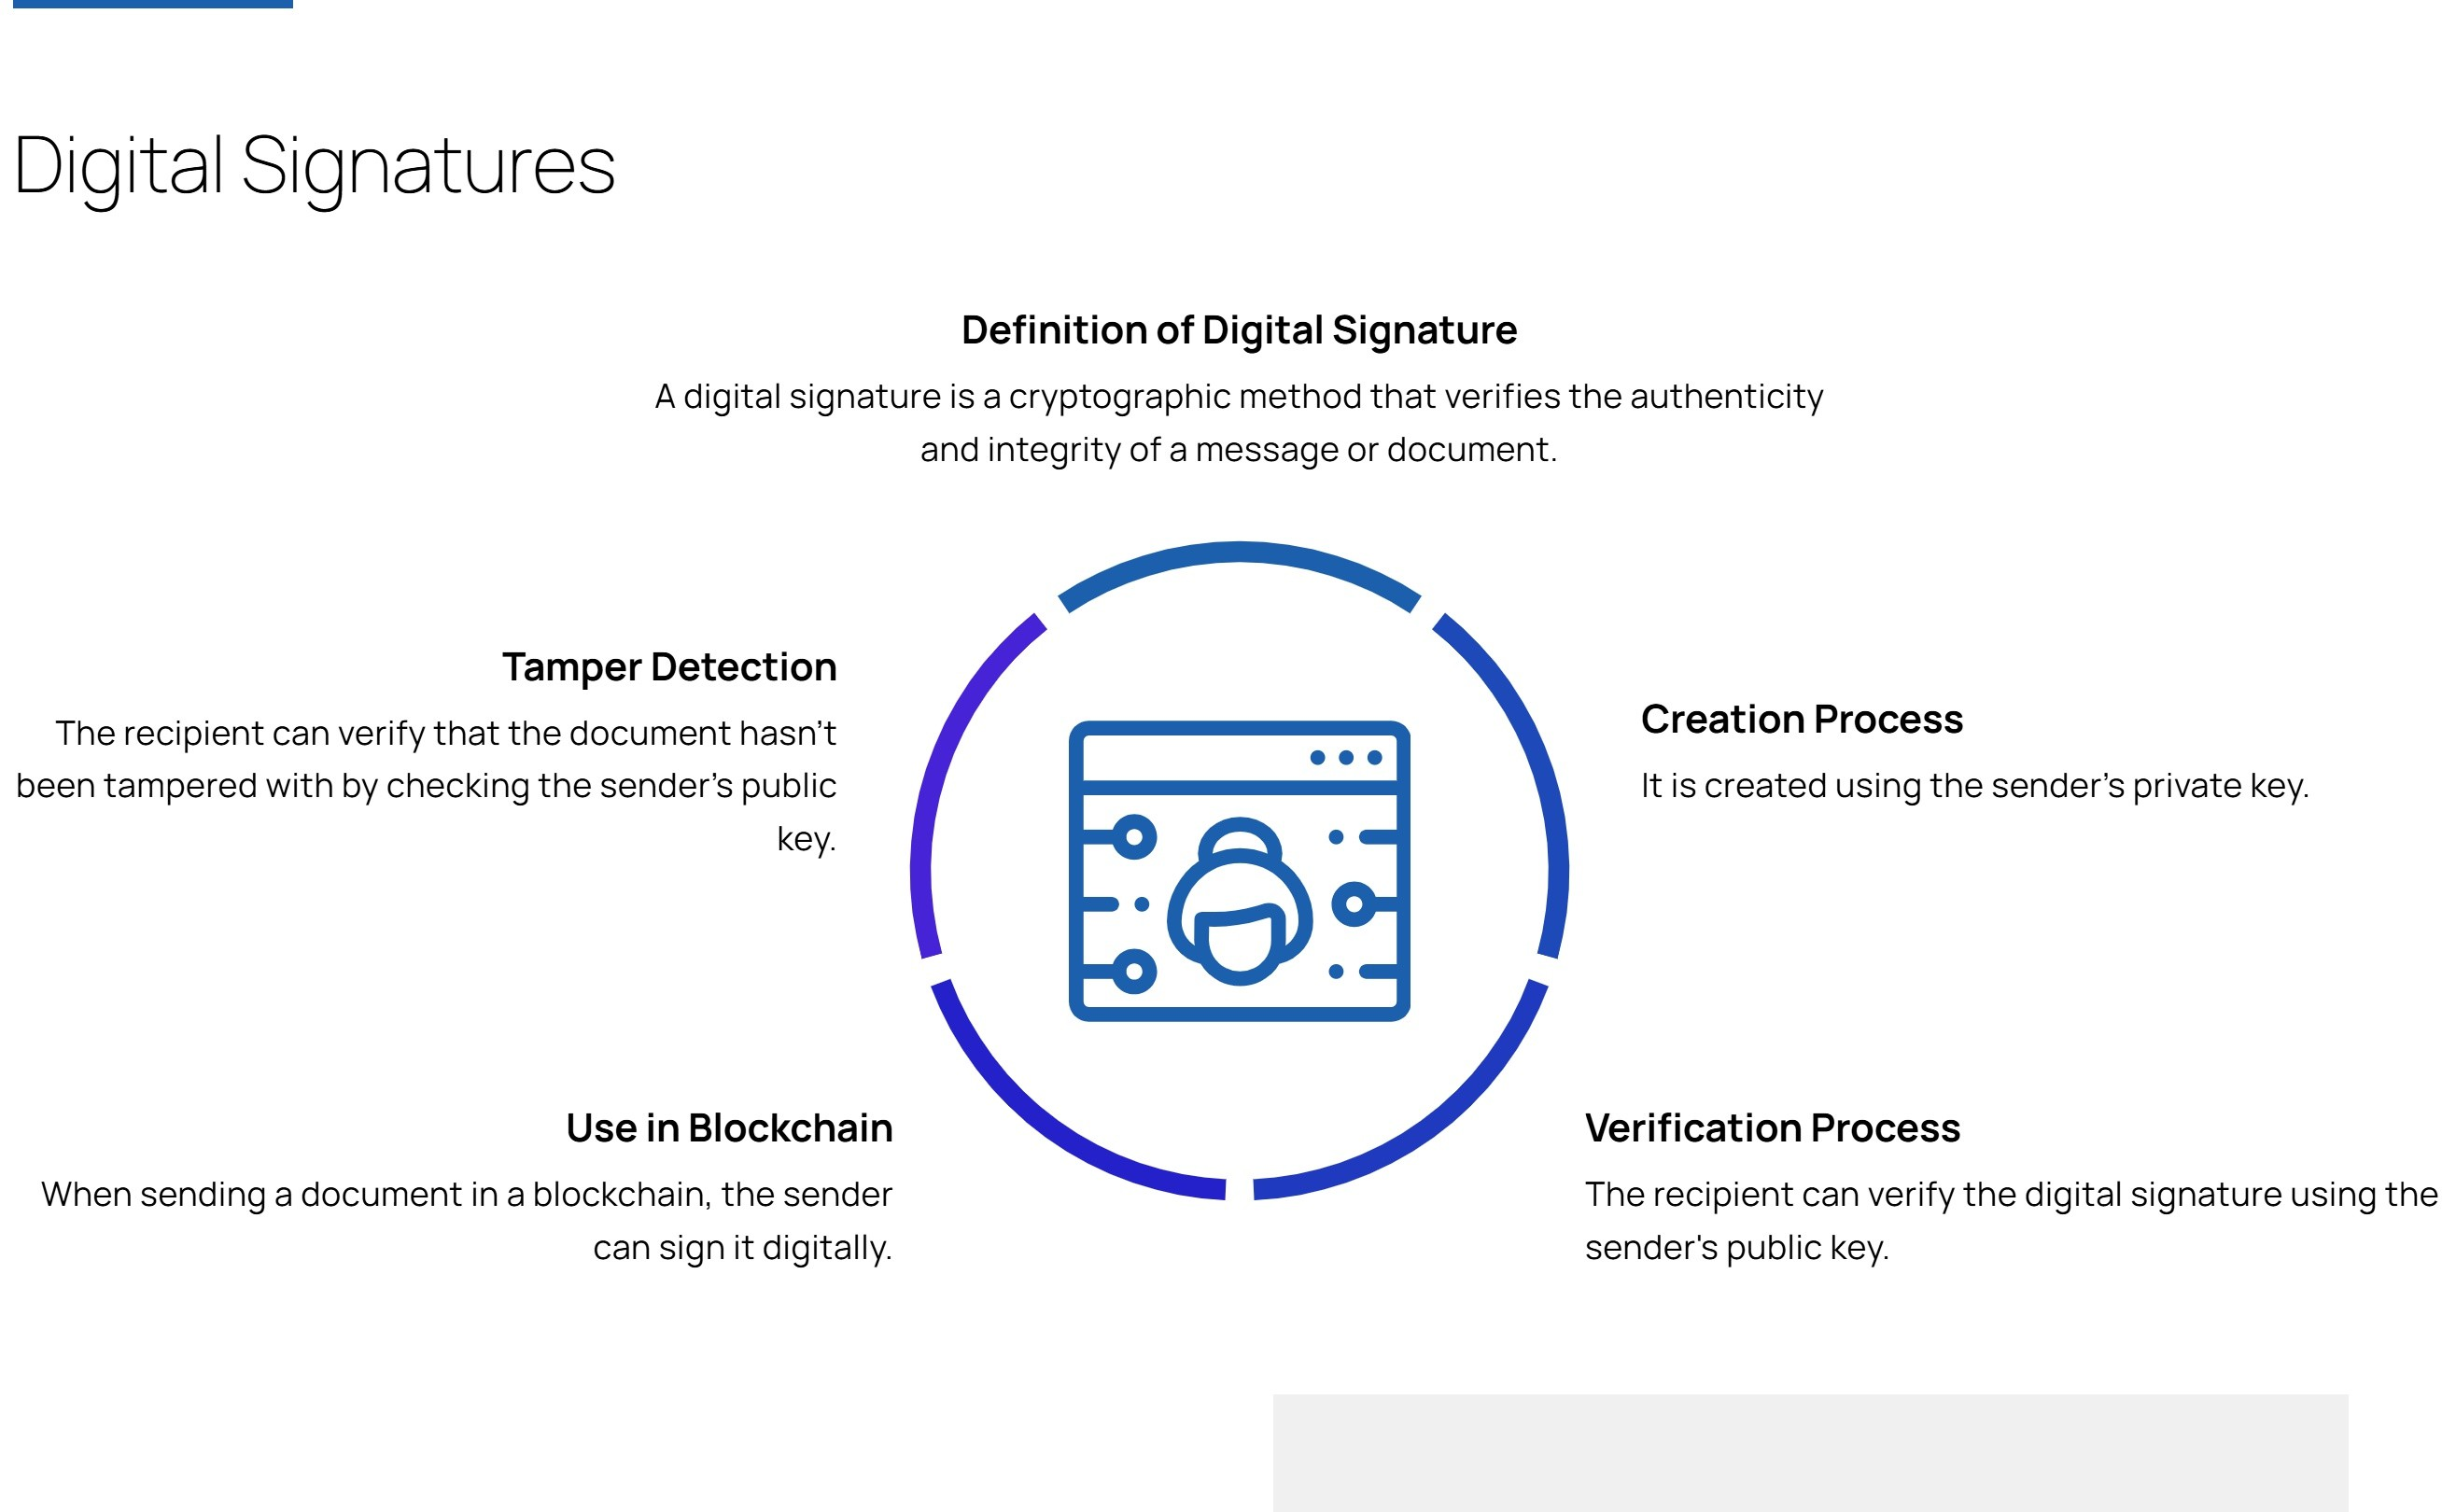 Digital Signatures
Definition of Digital Signature
A digital signature is a cryptographic method that verifies the authenticity
and integrity of a message or document.
Tamper Detection
The recipient can verify that the document hasn’t
been tampered with by checking the sender’s public
key.
Creation Process
It is created using the sender’s private key.
Use in Blockchain
When sending a document in a blockchain, the sender
can sign it digitally.
Verification Process
The recipient can verify the digital signature using the
sender's public key.